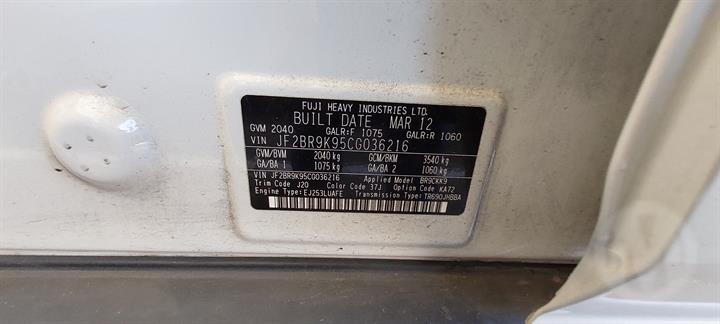 FUJI HEAVY INDUSTRIES LTD.
BUILT DATE MAR 12
GVM 2040 GALR:F 1075 GALR:R 1060
VIN JF2BR9K95CG036216
GVM/BVM 2040 kg GCM/BKM 3540 kg
GA/BA 1 1075 kg GA/BA 2 1060 kg
VIN JF2BR9K95CG036216 Applied Model BR9CKK9
Trim Code J20 Color Code 37J Option Code KA72
Engine Type EJ253LUAFE Transmission Type TR690JHBBA